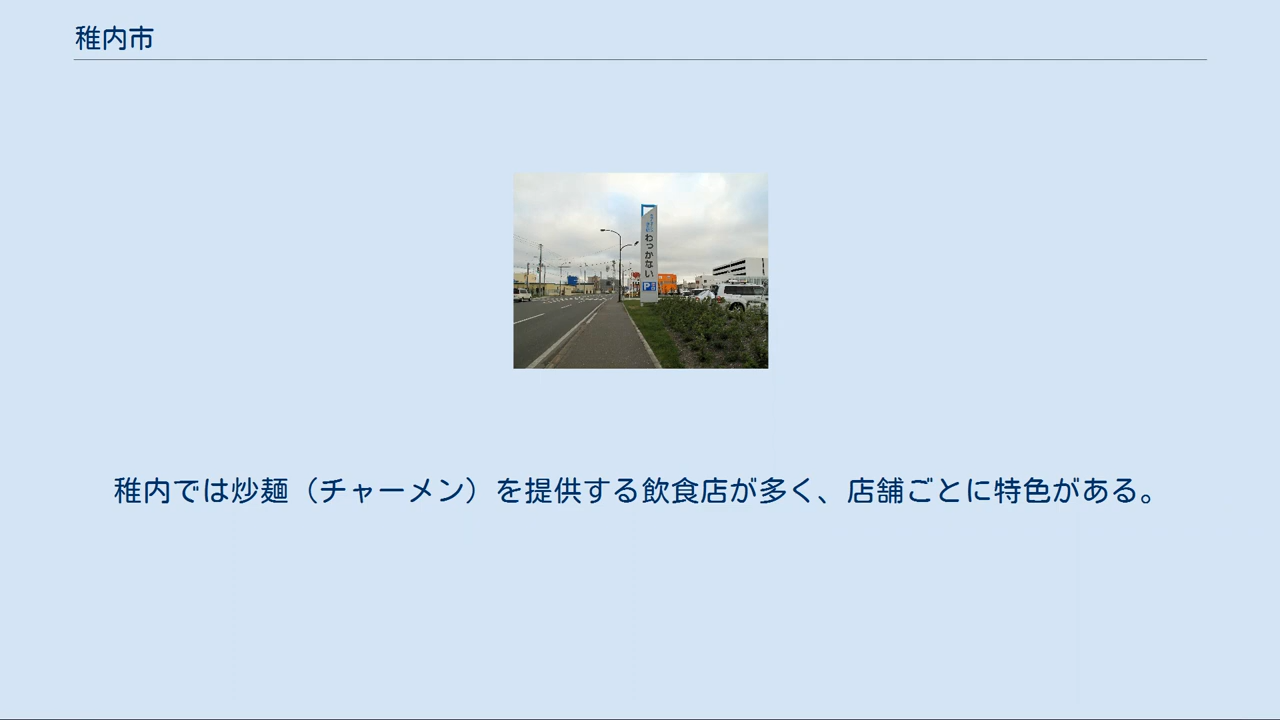 稚内市
わっかない
P
稚内では炒麺（チャーメン）を提供する飲食店が多く、店舗ごとに特色がある。